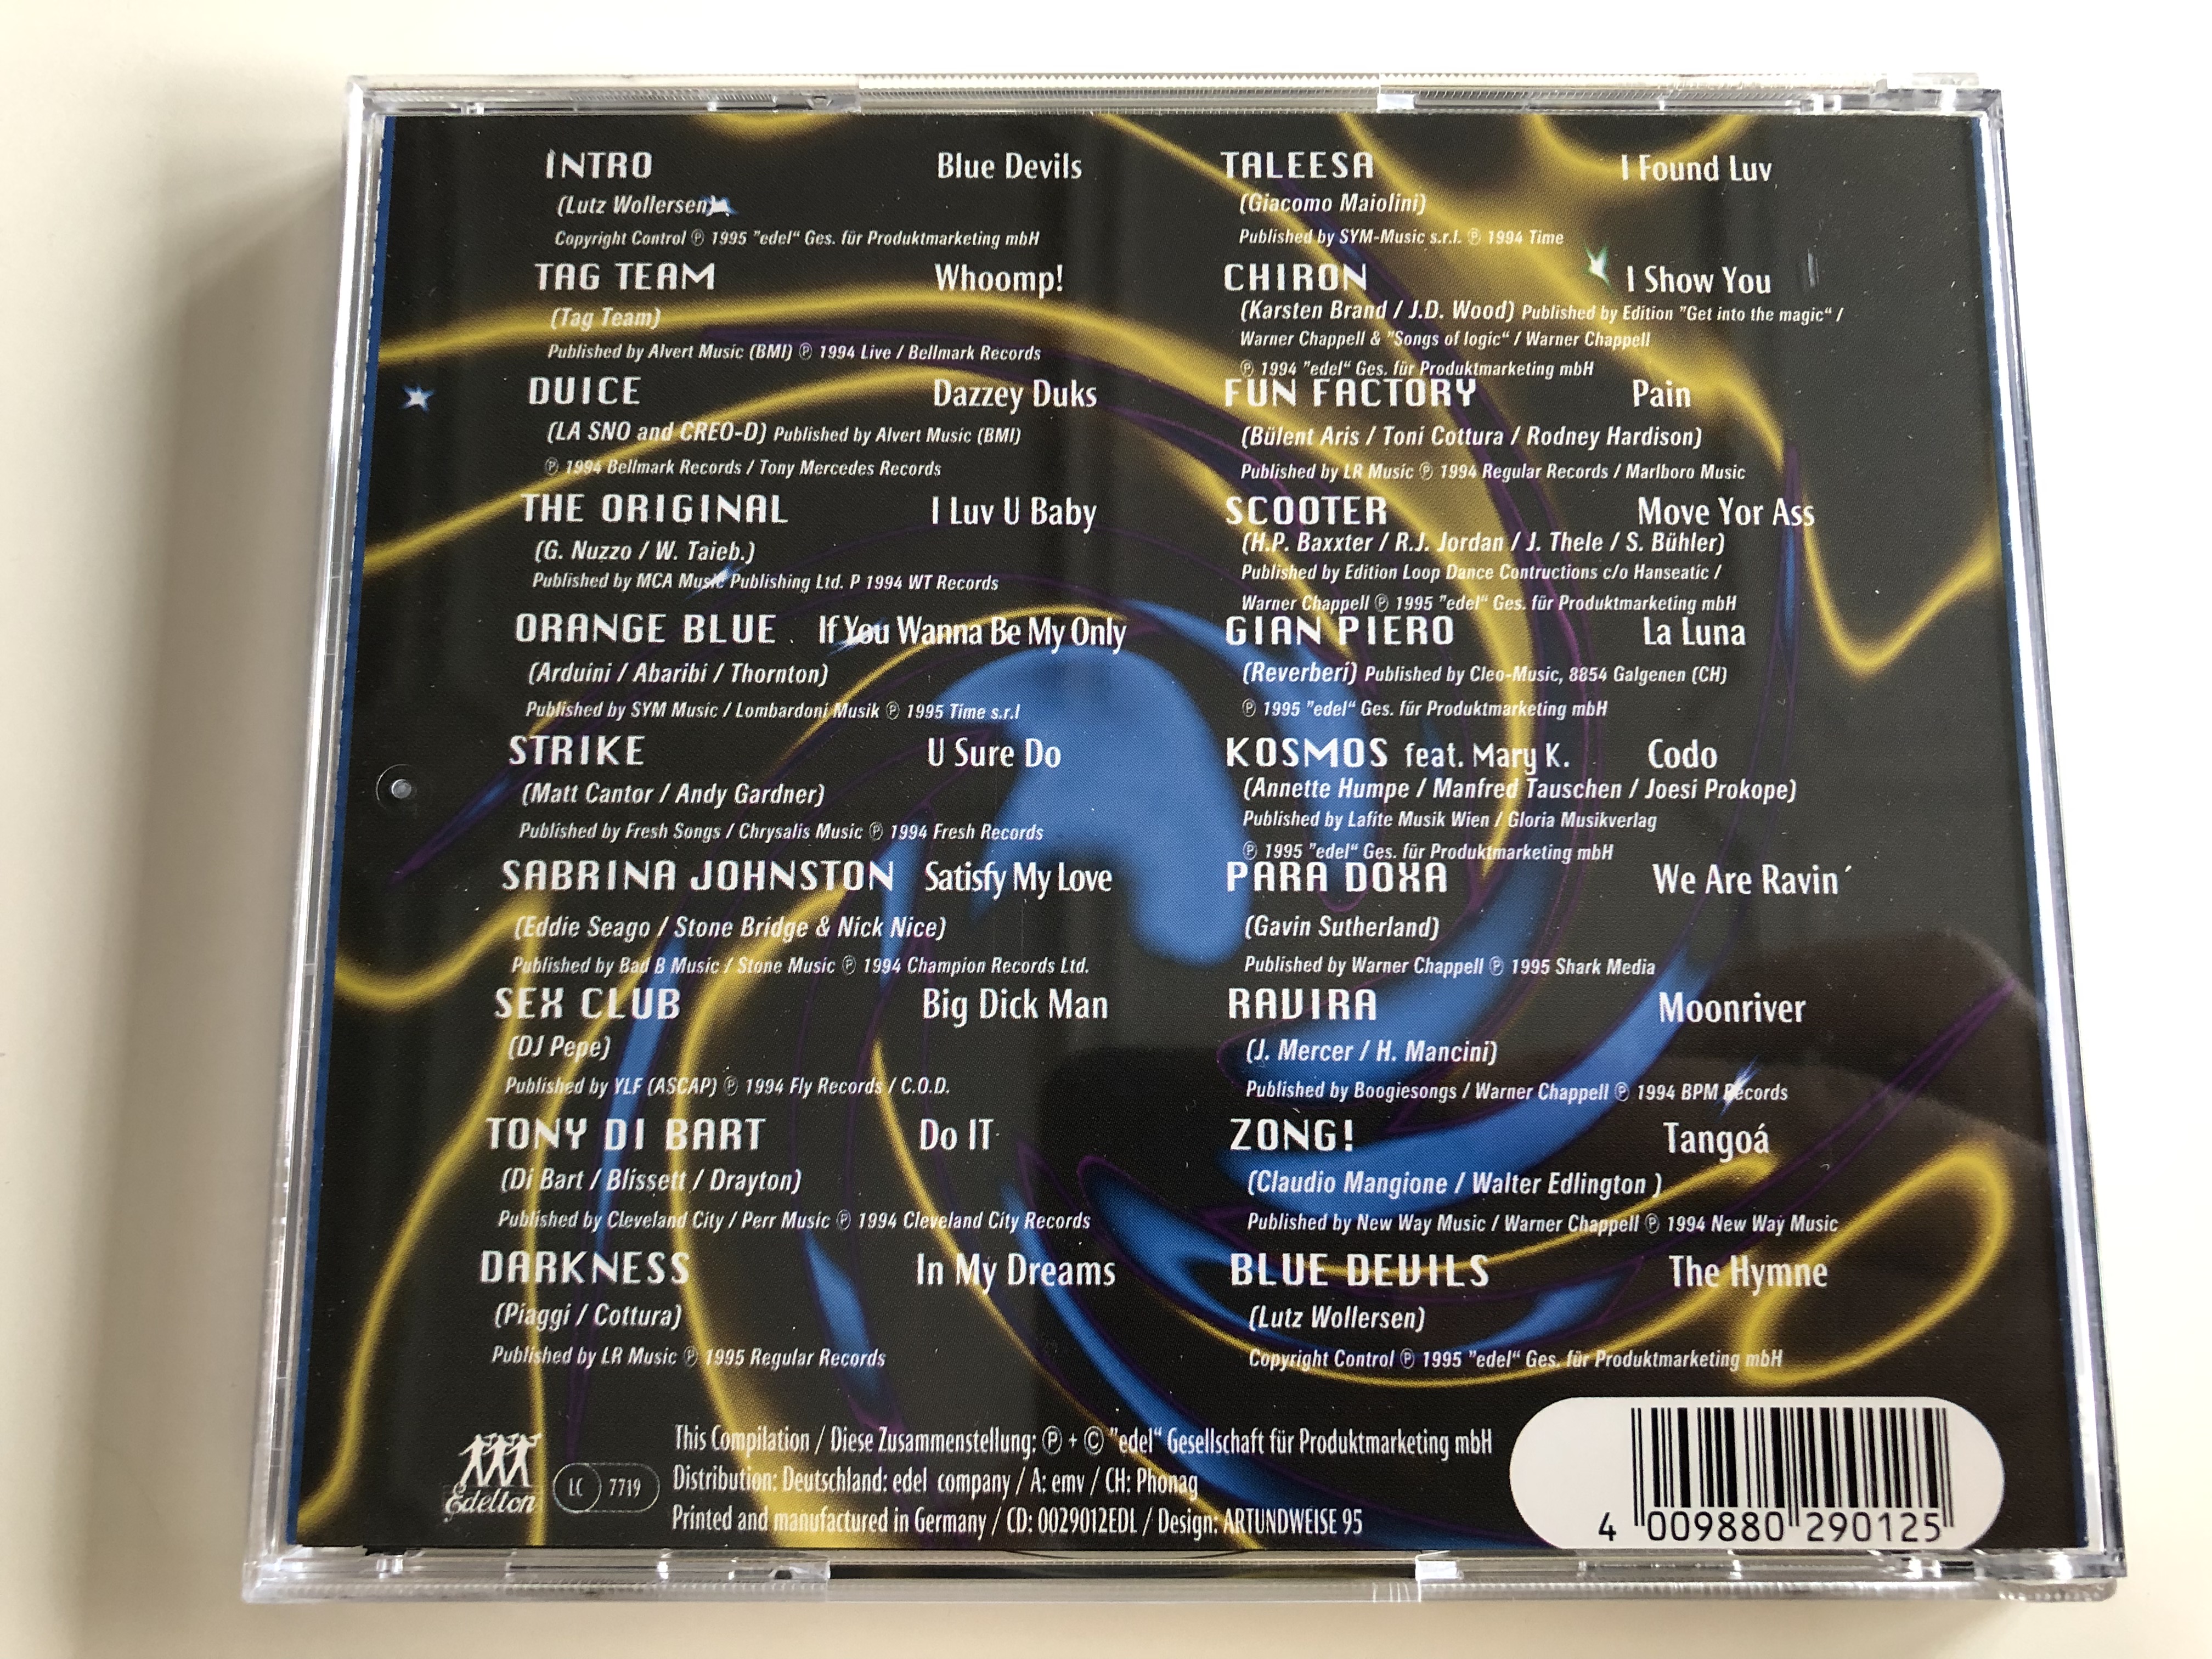 INTRO Blue Devils
(Lutz Wollersen)
Copyright Control ℗ 1995 "edel" Ges. für Produktmarketing mbH
TAG TEAM Whoomp!
(Tag Team)
Published by Alvert Music (BMI) ℗ 1994 Live / Bellmark Records
DUICE Dazzey Duks
(LA SNO and CREO-D) Published by Alvert Music (BMI)
℗ 1994 Bellmark Records / Tony Mercedes Records
THE ORIGINAL I Luv U Baby
(G. Nuzzo / W. Taieb.)
Published by MCA Music Publishing Ltd. P 1994 WT Records
ORANGE BLUE If You Wanna Be My Only
(Arduini / Abaribi / Thornton)
Published by SYM Music / Lombardoni Musik ℗ 1995 Time s.r.l
STRIKE U Sure Do
(Matt Cantor / Andy Gardner)
Published by Fresh Songs / Chrysalis Music ℗ 1994 Fresh Records
SABRINA JOHNSTON Satisfy My Love
(Eddie Seago / Stone Bridge & Nick Nice)
Published by Bad B Music / Stone Music ℗ 1994 Champion Records Ltd.
SEX CLUB Big Dick Man
(DJ Pepe)
Published by YLF (ASCAP) ℗ 1994 Fly Records / C.O.D.
TONY DI BART Do IT
(Di Bart / Blissett / Drayton)
Published by Cleveland City / Perr Music ℗ 1994 Cleveland City Records
DARKNESS In My Dreams
(Piaggi / Cottura)
Published by LR Music ℗ 1995 Regular Records
TALEESA I Found Luv
(Giacomo Maiolini)
Published by SYM-Music s.r.l. ℗ 1994 Time
CHIRON I Show You
(Karsten Brand / J.D. Wood) Published by Edition "Get into the magic" /
Warner Chappell & "Songs of logic" / Warner Chappell
℗ 1994 "edel" Ges. für Produktmarketing mbH
FUN FACTORY Pain
(Bülent Aris / Toni Cottura / Rodney Hardison)
Published by LR Music ℗ 1994 Regular Records / Marlboro Music
SCOOTER Move Yor Ass
(H.P. Baxxter / R.J. Jordan / J. Thele / S. Bühler)
Published by Edition Loop Dance Contructions c/o Hanseatic /
Warner Chappell ℗ 1995 "edel" Ges. für Produktmarketing mbH
GIAN PIERO La Luna
(Reverberi) Published by Cleo-Music, 8854 Galgenen (CH)
℗ 1995 "edel" Ges. für Produktmarketing mbH
KOSMOS feat. Mary K. Codo
(Annette Humpe / Manfred Tauschen / Joesi Prokope)
Published by Lafite Musik Wien / Gloria Musikverlag
℗ 1995 "edel" Ges. für Produktmarketing mbH
PARA DOXA We Are Ravin´
(Gavin Sutherland)
Published by Warner Chappell ℗ 1995 Shark Media
RAVIRA Moonriver
(J. Mercer / H. Mancini)
Published by Boogiesongs / Warner Chappell ℗ 1994 BPM Records
ZONG! Tangoá
(Claudio Mangione / Walter Edlington )
Published by New Way Music / Warner Chappell ℗ 1994 New Way Music
BLUE DEVILS The Hymne
(Lutz Wollersen)
Copyright Control ℗ 1995 "edel" Ges. für Produktmarketing mbH
Edelton
LC 7719
This Compilation / Diese Zusammenstellung: ℗ + © "edel" Gesellschaft für Produktmarketing mbH
Distribution: Deutschland: edel company / A: emv / CH: Phonag
Printed and manufactured in Germany / CD: 0029012EDL / Design: ARTUNDWEISE 95
4 009880 290125